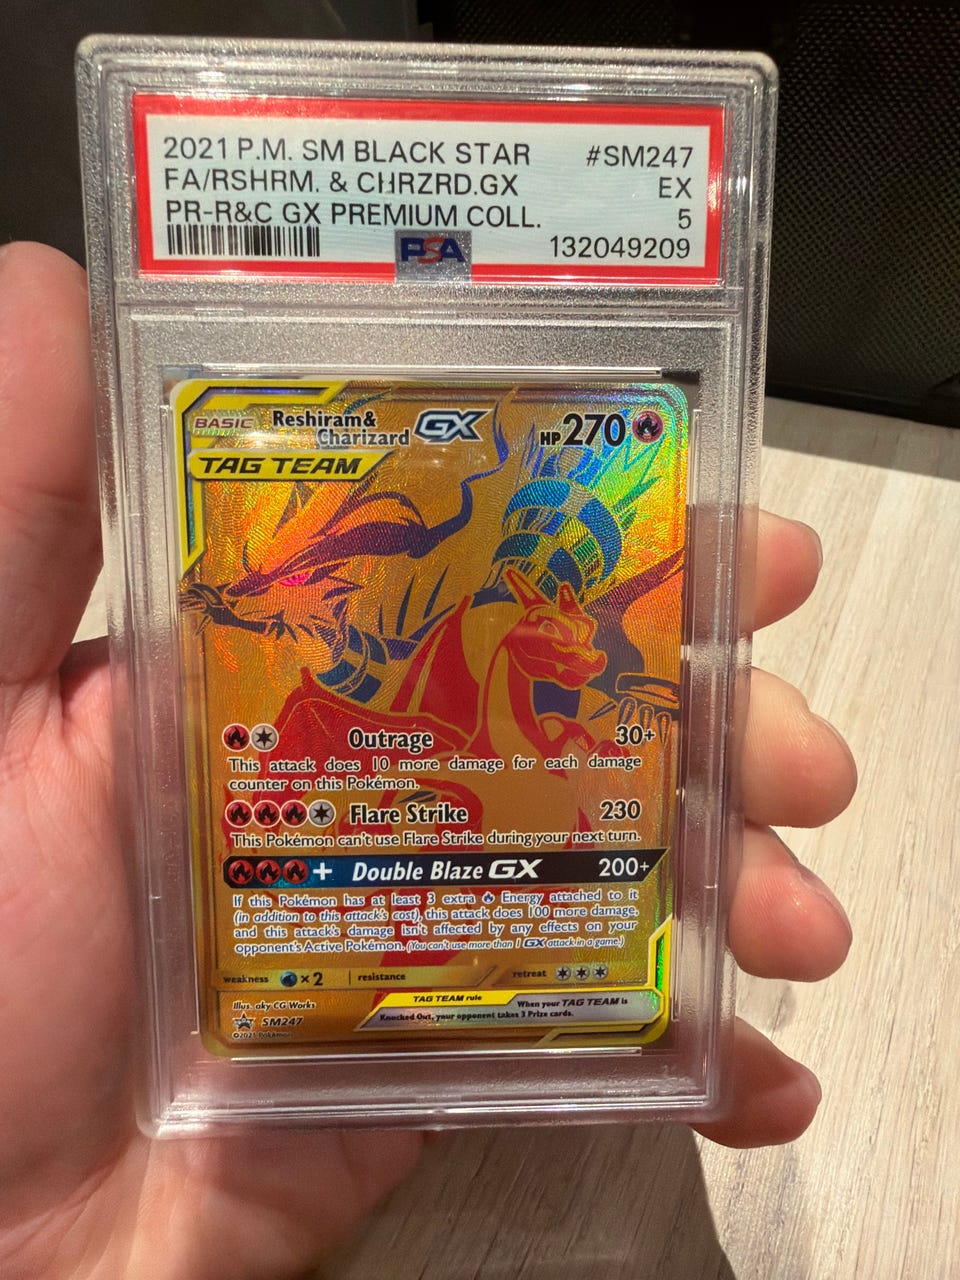 2021 P.M. SM BLACK STAR #SM247
FA/RSHRM. & CHRZRD.GX EX
PR-R&C GX PREMIUM COLL. 5
PSA 132049209
BASIC Reshiram& Charizard GX HP270
TAG TEAM
Outrage 30+
This attack does 10 more damage for each damage
counter on this Pokémon.
Flare Strike 230
This Pokémon can't use Flare Strike during your next turn.
+ Double Blaze GX 200+
If this Pokémon has at least 3 extra Energy attached to it
(in addition to this attack's cost), this attack does 100 more damage,
and this attack's damage isn't affected by any effects on your
opponent's Active Pokémon. (You can't use more than 1 GX attack in a game.)
weakness ×2 resistance retreat
TAG TEAM rule When your TAG TEAM is
Knocked Out, your opponent takes 3 Prize cards.
Illus. aky CG Works
SM247
©2021 Pokémon